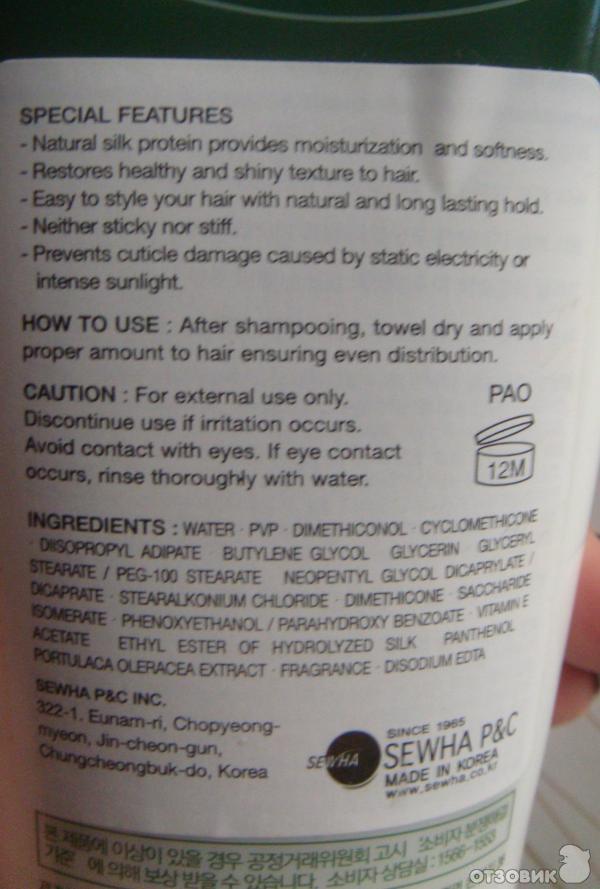 SPECIAL FEATURES
- Natural silk protein provides moisturization and softness.
- Restores healthy and shiny texture to hair.
- Easy to style your hair with natural and long lasting hold.
- Neither sticky nor stiff.
- Prevents cuticle damage caused by static electricity or
intense sunlight.
HOW TO USE : After shampooing, towel dry and apply
proper amount to hair ensuring even distribution.
CAUTION : For external use only.
Discontinue use if irritation occurs.
Avoid contact with eyes. If eye contact
occurs, rinse thoroughly with water.
PAO
12M
INGREDIENTS : WATER · PVP · DIMETHICONOL · CYCLOMETHICONE
· DIISOPROPYL ADIPATE · BUTYLENE GLYCOL GLYCERIN · GLYCERYL
STEARATE / PEG-100 STEARATE NEOPENTYL GLYCOL DICAPRYLATE /
DICAPRATE · STEARALKONIUM CHLORIDE · DIMETHICONE · SACCHARIDE
ISOMERATE · PHENOXYETHANOL / PARAHYDROXY BENZOATE · VITAMIN E
ACETATE ETHYL ESTER OF HYDROLYZED SILK PANTHENOL
PORTULACA OLERACEA EXTRACT · FRAGRANCE · DISODIUM EDTA
SEWHA P&C INC.
322-1. Eunam-ri, Chopyeong-
myeon, Jin-cheon-gun,
Chungcheongbuk-do, Korea
SEWHA
SINCE 1965
SEWHA P&C
MADE IN KOREA
www.sewha.co.kr
본 제품에 이상이 있을 경우 공정거래위원회 고시 소비자분쟁해결
기준 에 의해 보상 받을 수 있습니다. 소비자 상담실 : 1566-1553
ОТЗОВИК